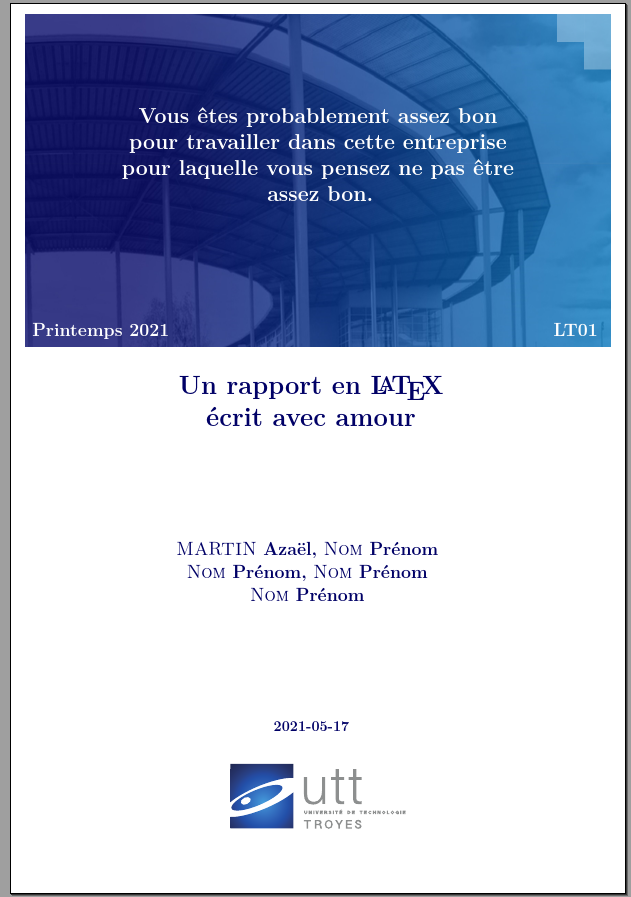 Vous êtes probablement assez bon
pour travailler dans cette entreprise
pour laquelle vous pensez ne pas être
assez bon.
Printemps 2021
LT01
Un rapport en LATEX
écrit avec amour
MARTIN Azaël, NOM Prénom
NOM Prénom, NOM Prénom
NOM Prénom
2021-05-17
utt
UNIVERSITÉ DE TECHNOLOGIE
TROYES